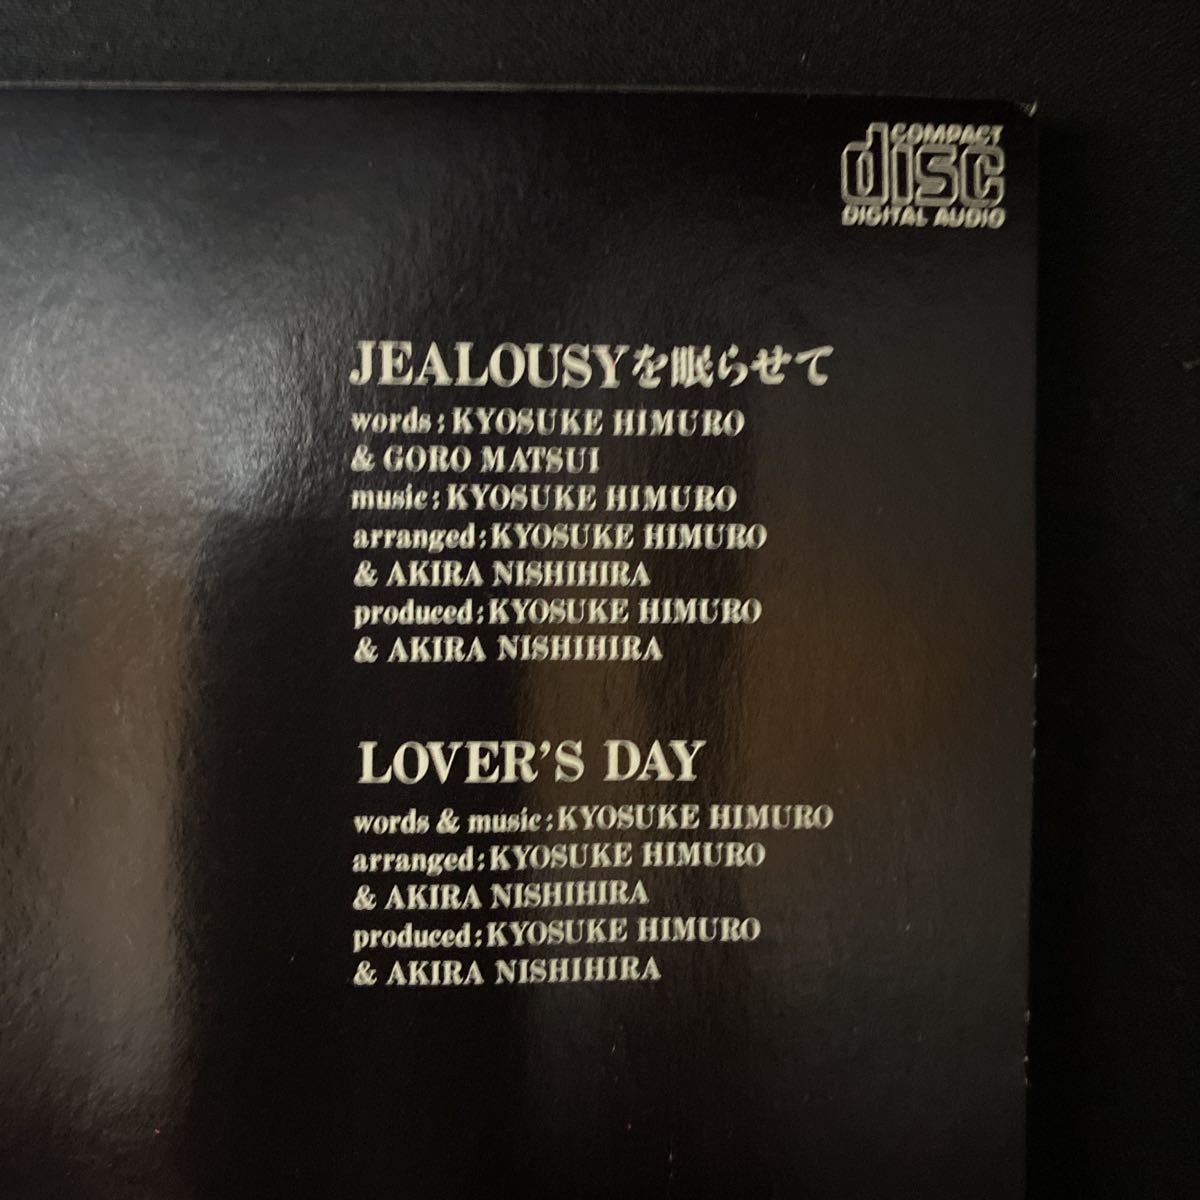 COMPACT
disc
DIGITAL AUDIO
JEALOUSYを眠らせて
words:KYOSUKE HIMURO
& GORO MATSUI
music:KYOSUKE HIMURO
arranged:KYOSUKE HIMURO
& AKIRA NISHIHIRA
produced:KYOSUKE HIMURO
& AKIRA NISHIHIRA
LOVER'S DAY
words & music:KYOSUKE HIMURO
arranged:KYOSUKE HIMURO
& AKIRA NISHIHIRA
produced:KYOSUKE HIMURO
& AKIRA NISHIHIRA